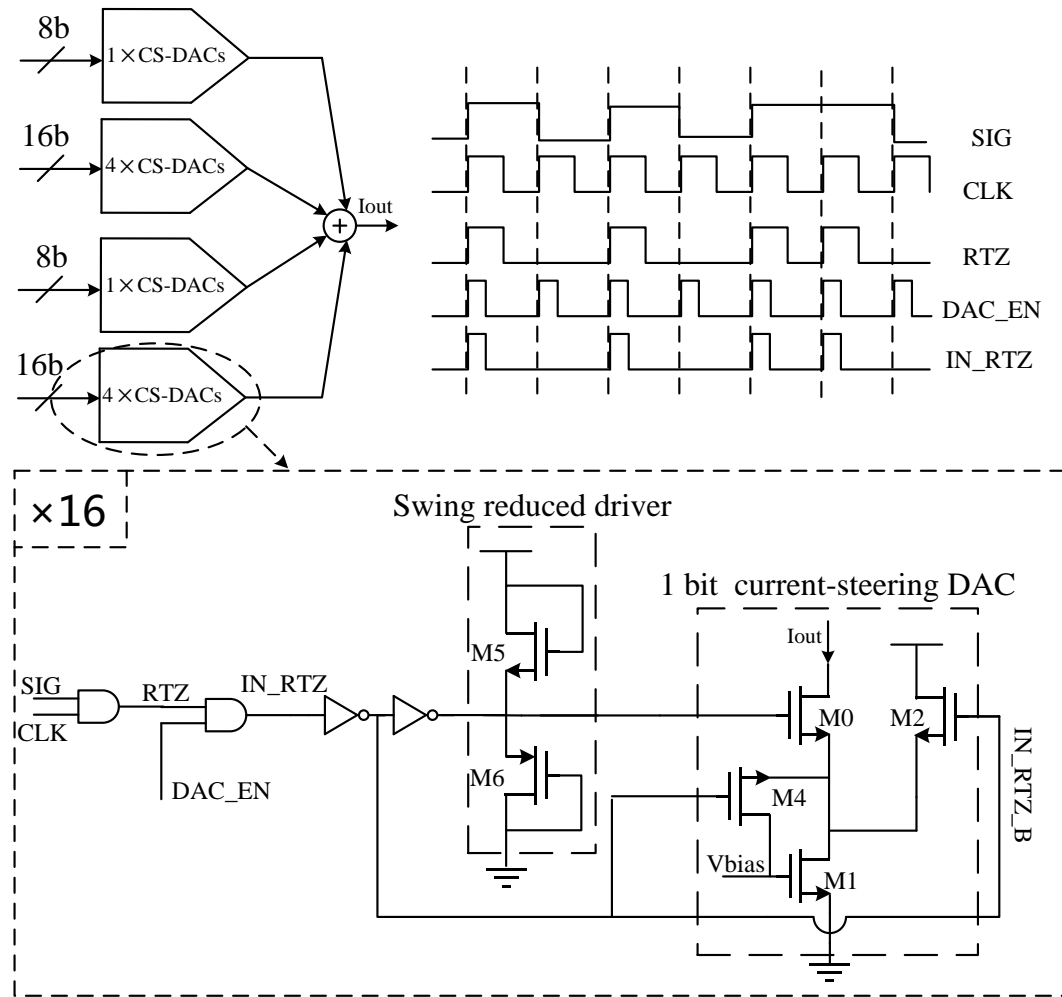 8b
1×CS-DACs
16b
4×CS-DACs
Iout
8b
1×CS-DACs
16b
4×CS-DACs
SIG
CLK
RTZ
DAC_EN
IN_RTZ
×16
Swing reduced driver
1 bit current-steering DAC
Iout
M5
SIG
RTZ
IN_RTZ
CLK
M0
M2
M6
DAC_EN
M4
IN_RTZ_B
Vbias
M1